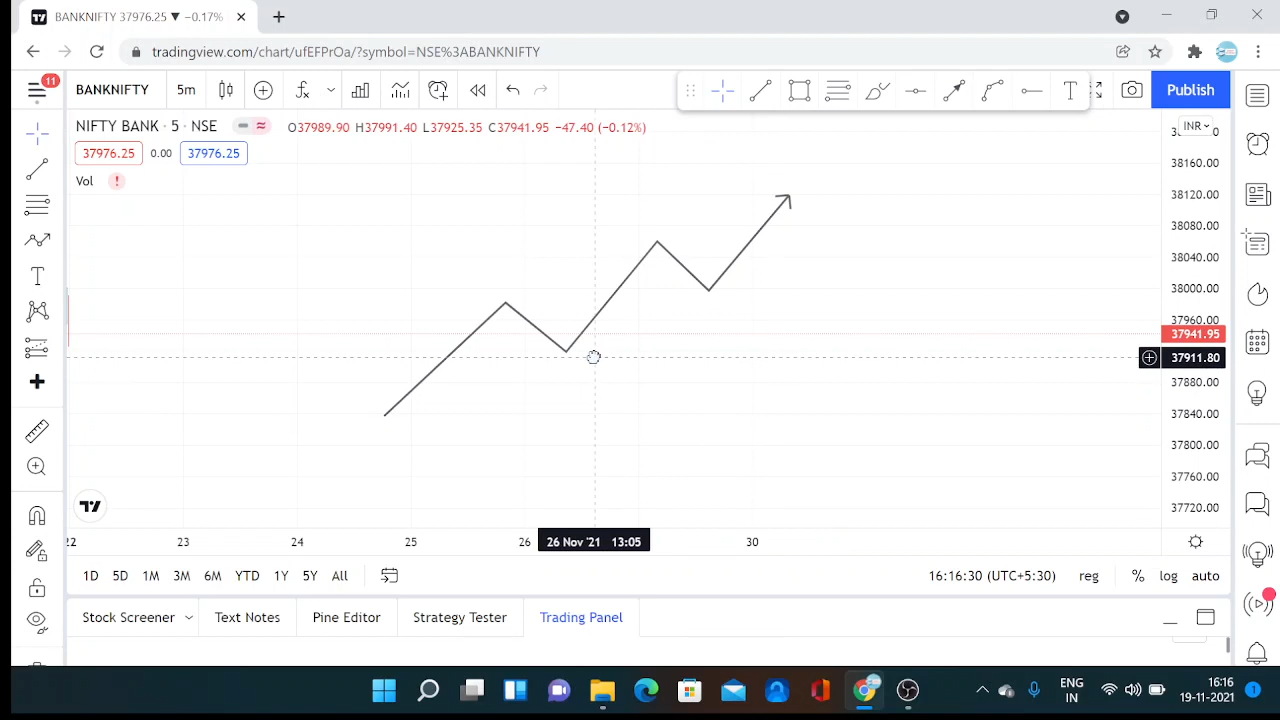 BANKNIFTY 37976.25 ▼ −0.17%
tradingview.com/chart/ufEFPrOa/?symbol=NSE%3ABANKNIFTY
11
BANKNIFTY 5m Publish
NIFTY BANK · 5 · NSE O37989.90 H37991.40 L37925.35 C37941.95 −47.40 (−0.12%)
INR
37976.25 0.00 37976.25
Vol !
38160.00
38120.00
38080.00
38040.00
38000.00
37960.00
37941.95
37911.80
37880.00
37840.00
37800.00
37760.00
37720.00
22 23 24 25 26 26 Nov '21 13:05 30
1D 5D 1M 3M 6M YTD 1Y 5Y All 16:16:30 (UTC+5:30) reg % log auto
Stock Screener Text Notes Pine Editor Strategy Tester Trading Panel
ENG
IN
16:16
19-11-2021
1